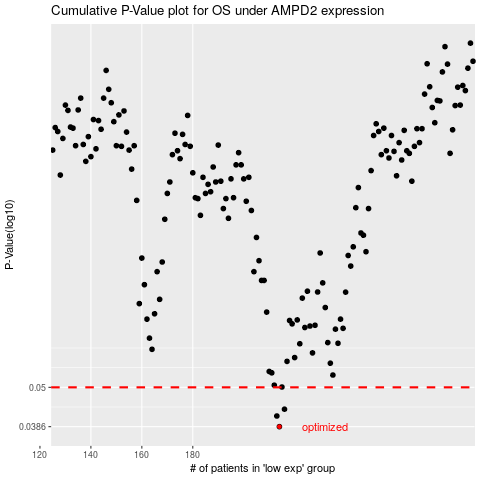 Cumulative P-Value plot for OS under AMPD2 expression
P-Value(log10)
0.05
0.0386
optimized
120 140 160 180
# of patients in 'low exp' group